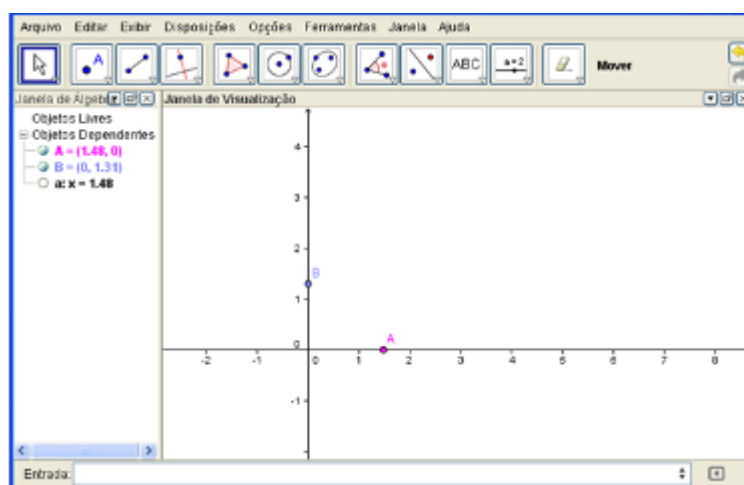 Arquivo Editar Exibir Disposições Opções Ferramentas Janela Ajuda
A ABC a=2 Mover
Janela de Álgeb
Objetos Livres
Objetos Dependentes
A = (1.48, 0)
B = (0, 1.31)
a: x = 1.48
Janela de Visualização
4
3
2
B
1
A
0
-2 -1 0 1 2 3 4 5 6 7 8
-1
Entrada: